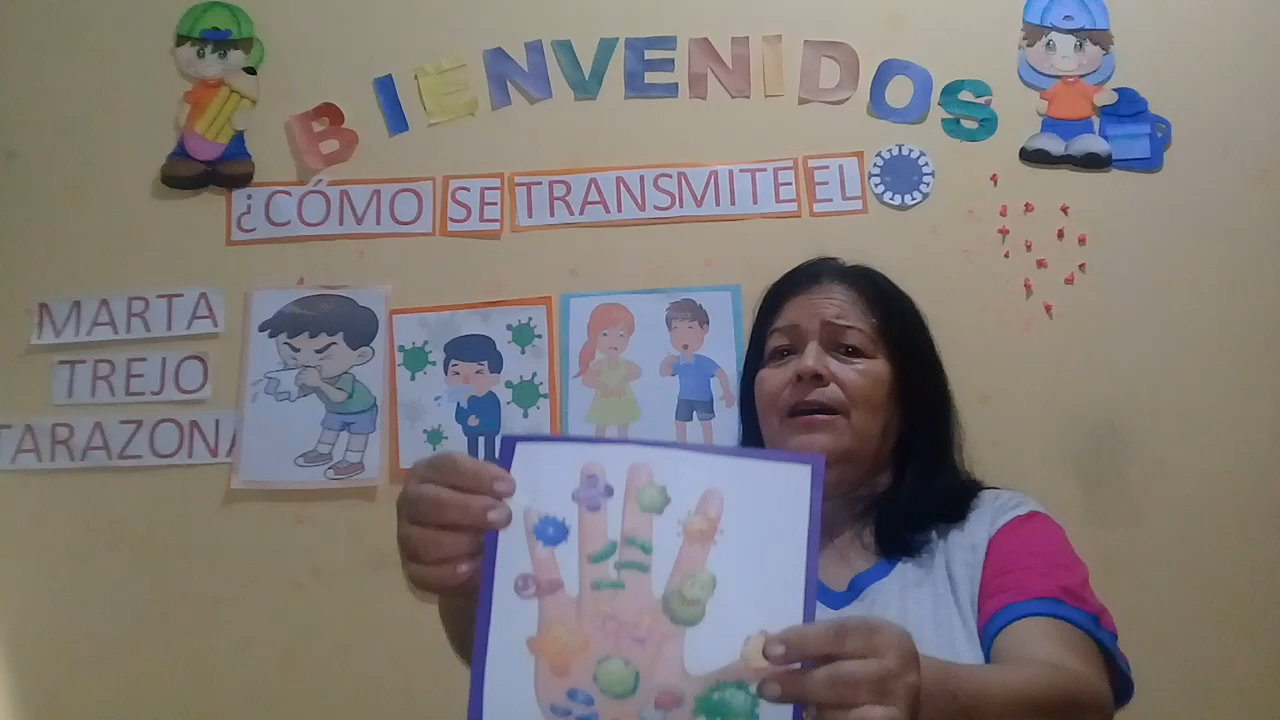 BIENVENIDOS
¿CÓMO SE TRANSMITE EL
MARTA
TREJO
TARAZONA